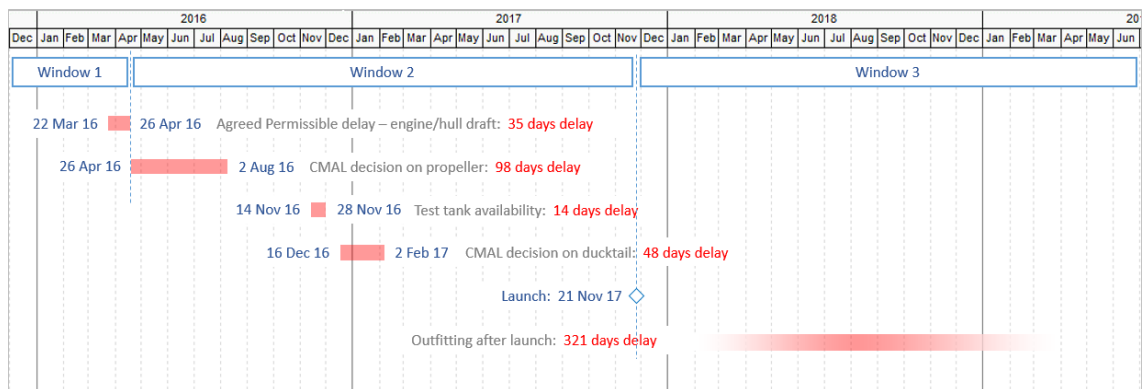 2016 2017 2018 201
Dec Jan Feb Mar Apr May Jun Jul Aug Sep Oct Nov Dec Jan Feb Mar Apr May Jun Jul Aug Sep Oct Nov Dec Jan Feb Mar Apr May Jun Jul Aug Sep Oct Nov Dec Jan Feb Mar Apr May Jun
Window 1 Window 2 Window 3
22 Mar 16 26 Apr 16 Agreed Permissible delay – engine/hull draft: 35 days delay
26 Apr 16 2 Aug 16 CMAL decision on propeller: 98 days delay
14 Nov 16 28 Nov 16 Test tank availability: 14 days delay
16 Dec 16 2 Feb 17 CMAL decision on ducktail: 48 days delay
Launch: 21 Nov 17
Outfitting after launch: 321 days delay